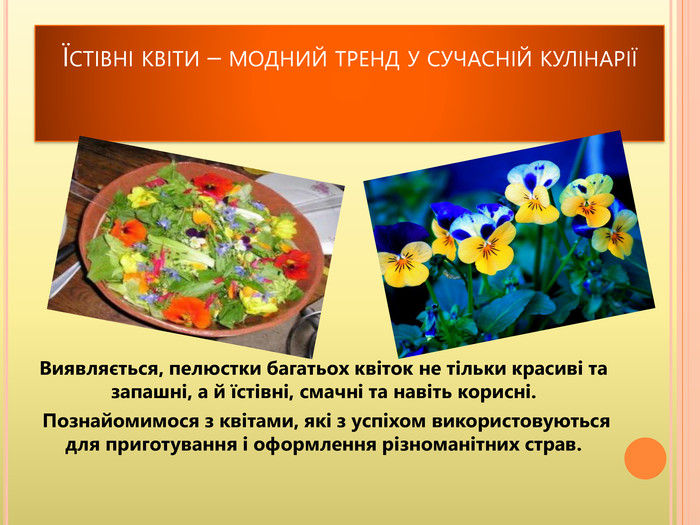 Їстівні квіти – модний тренд у сучасній кулінарії
Виявляється, пелюстки багатьох квіток не тільки красиві та
запашні, а й їстівні, смачні та навіть корисні.
Познайомимося з квітами, які з успіхом використовуються
для приготування і оформлення різноманітних страв.